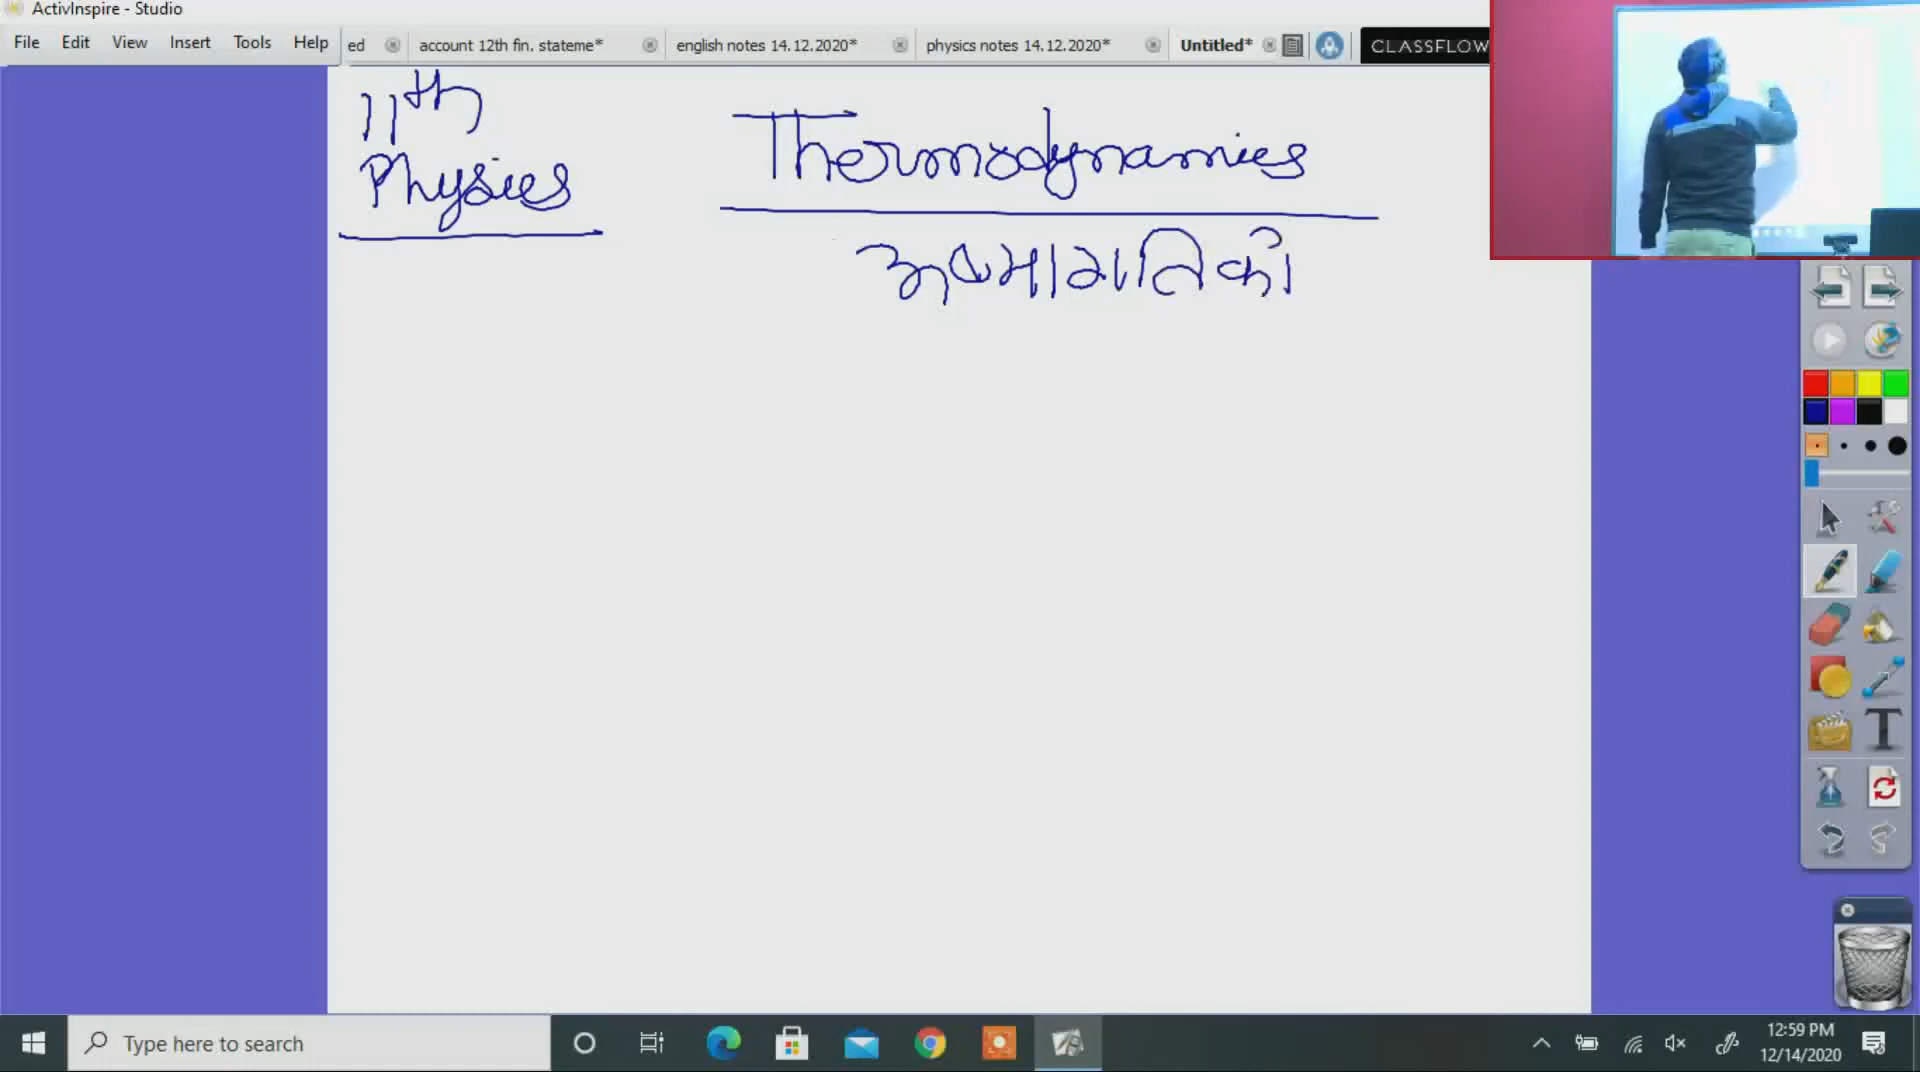 ActivInspire - Studio
File Edit View Insert Tools Help
ed account 12th fin. stateme* english notes 14.12.2020* physics notes 14.12.2020* Untitled* CLASSFLOW
11th
Physics
Thermodynamics
ऊष्मागतिकी
T
Type here to search
12:59 PM
12/14/2020